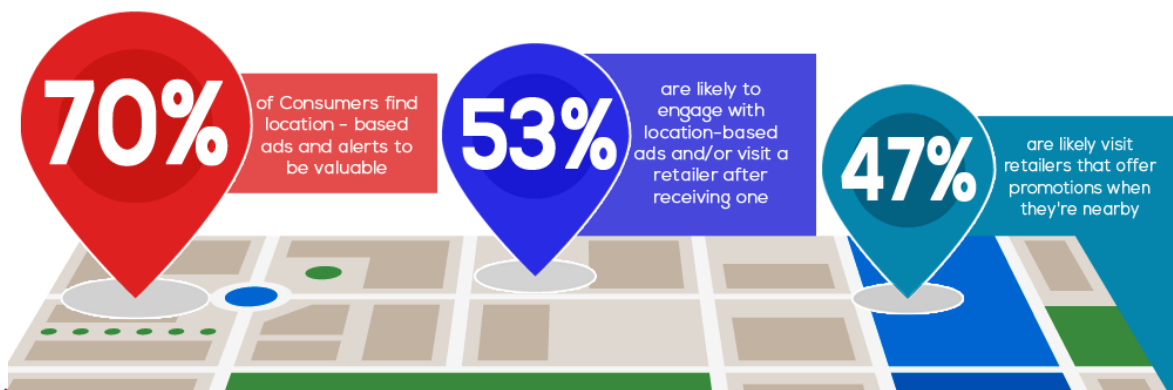 70%
of Consumers find
location - based
ads and alerts to
be valuable
53%
are likely to
engage with
location-based
ads and/or visit a
retailer after
receiving one
47%
are likely visit
retailers that offer
promotions when
they're nearby